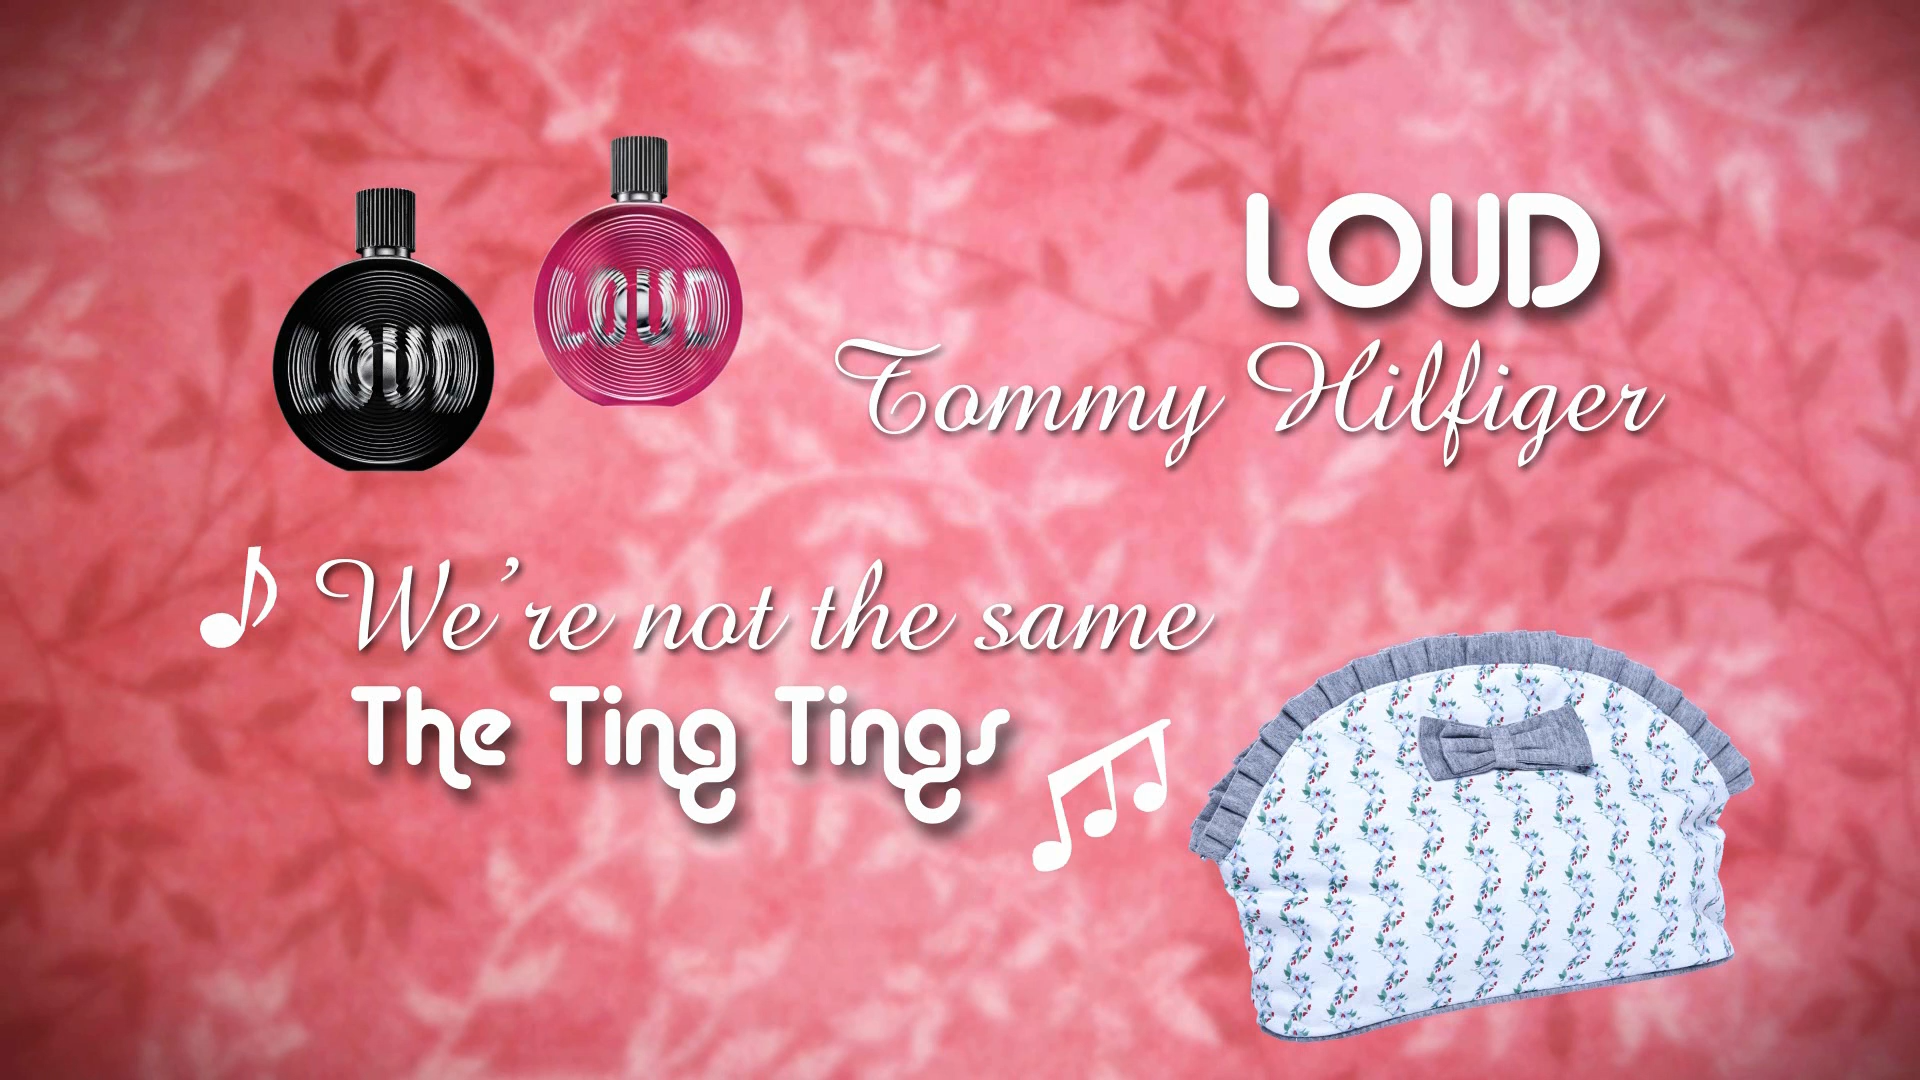 LOUD
LOUD
LOUD
Tommy Hilfiger
We're not the same
The Ting Tings